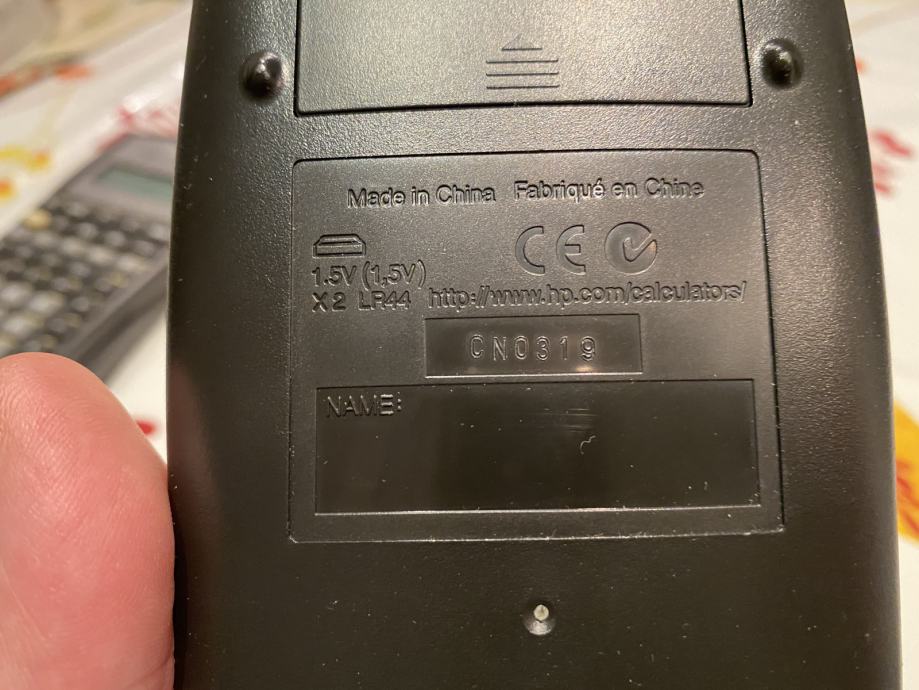 Made in China Fabriqué en Chine
CE
1.5V (1,5V)
X 2 LR44 http://www.hp.com/calculators/
CN0319
NAME: